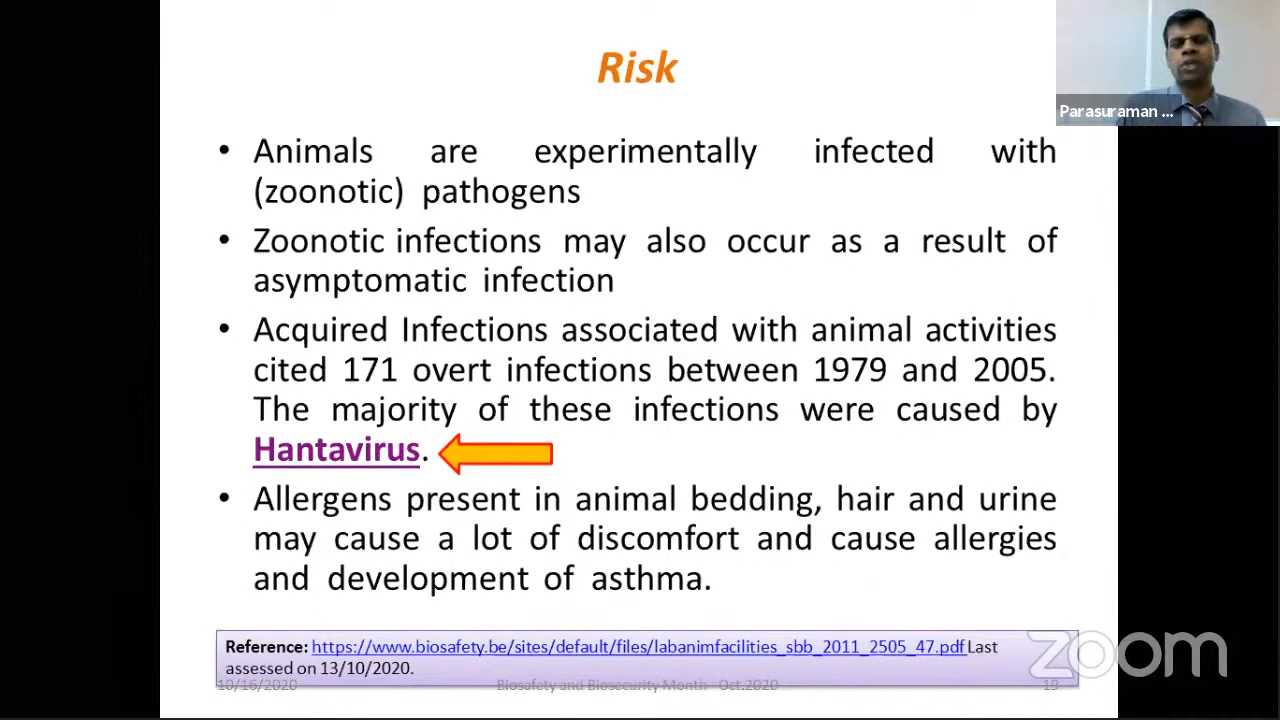 Risk
Parasuraman ...
• Animals are experimentally infected with
(zoonotic) pathogens
• Zoonotic infections may also occur as a result of
asymptomatic infection
• Acquired Infections associated with animal activities
cited 171 overt infections between 1979 and 2005.
The majority of these infections were caused by
Hantavirus.
• Allergens present in animal bedding, hair and urine
may cause a lot of discomfort and cause allergies
and development of asthma.
Reference: https://www.biosafety.be/sites/default/files/labanimfacilities_sbb_2011_2505_47.pdf Last
assessed on 13/10/2020.
10/16/2020 Biosafety and Biosecurity Month - Oct.2020 19
zoom